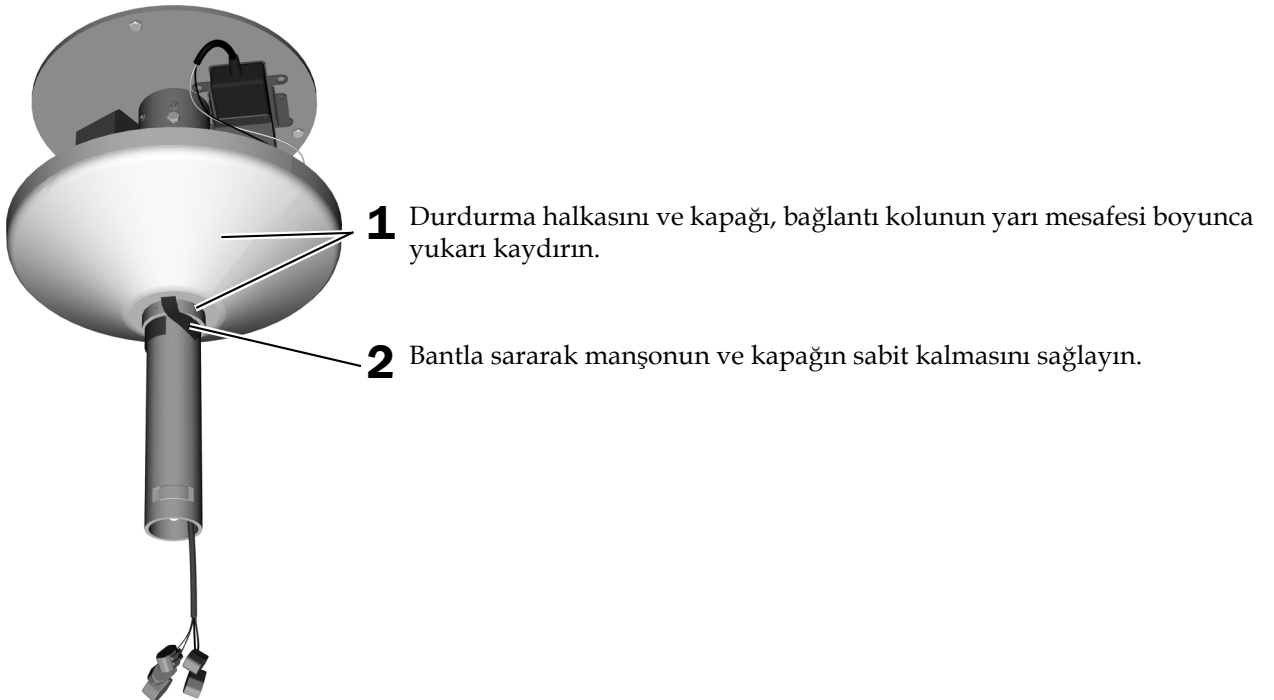 1 Durdurma halkasını ve kapağı, bağlantı kolunun yarı mesafesi boyunca
yukarı kaydırın.
2 Bantla sararak manşonun ve kapağın sabit kalmasını sağlayın.